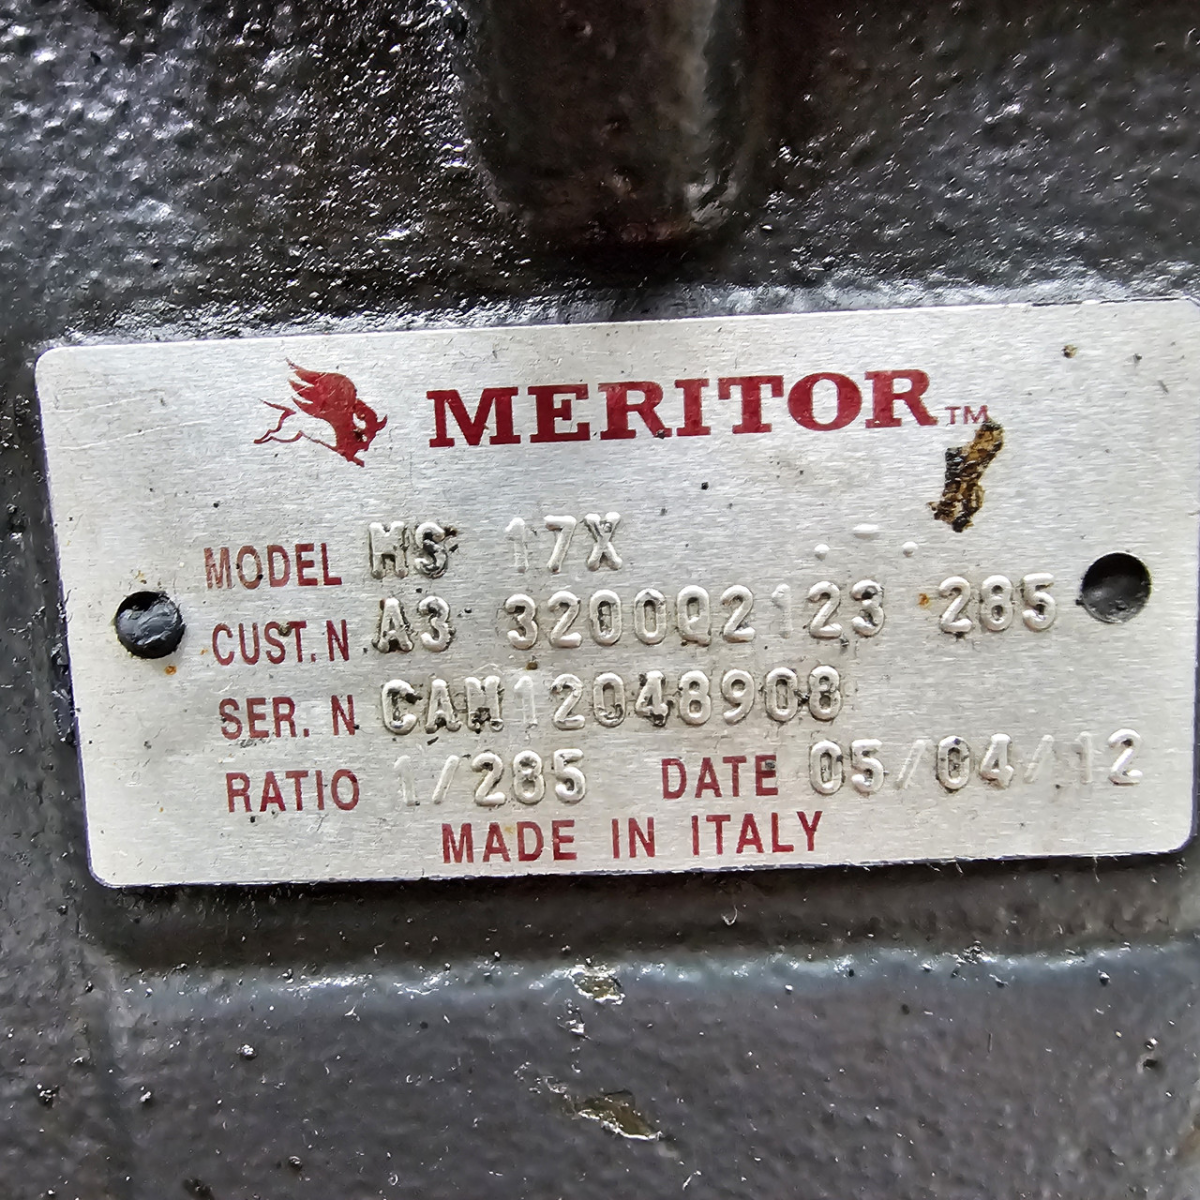 MERITOR™
MODEL MS 17X . - .
CUST. N A3 3200Q2123 285
SER. N CAM12048908
RATIO 1/285 DATE 05/04/12
MADE IN ITALY